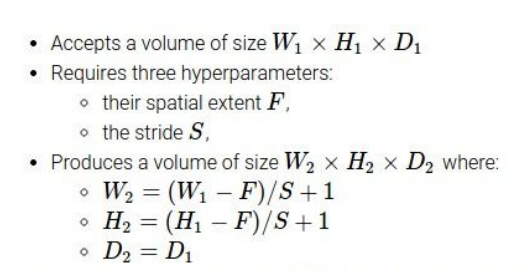 • Accepts a volume of size W₁ × H₁ × D₁
• Requires three hyperparameters:
◦ their spatial extent F,
◦ the stride S,
• Produces a volume of size W₂ × H₂ × D₂ where:
◦ W₂ = (W₁ − F)/S + 1
◦ H₂ = (H₁ − F)/S + 1
◦ D₂ = D₁